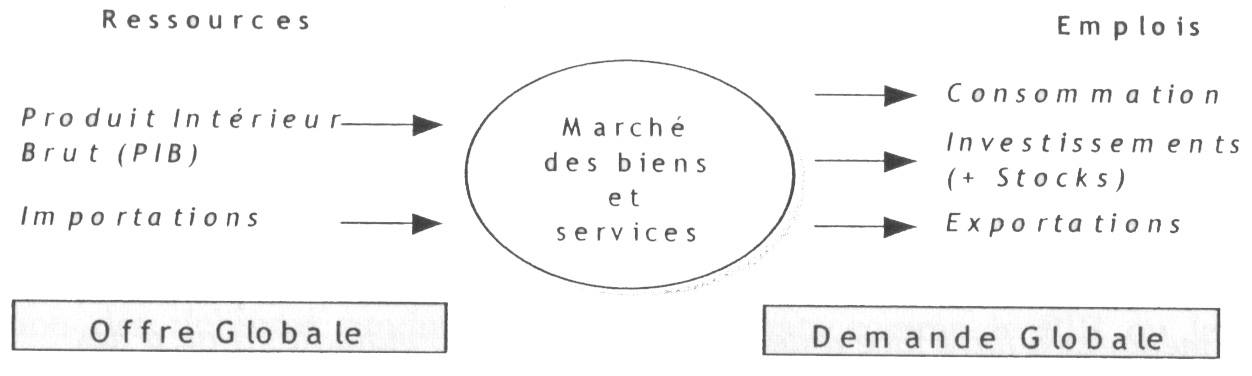 Ressources
Emplois
Produit Intérieur
Brut (PIB)
Importations
Marché
des biens
et
services
Consommation
Investissements
(+ Stocks)
Exportations
Offre Globale
Demande Globale